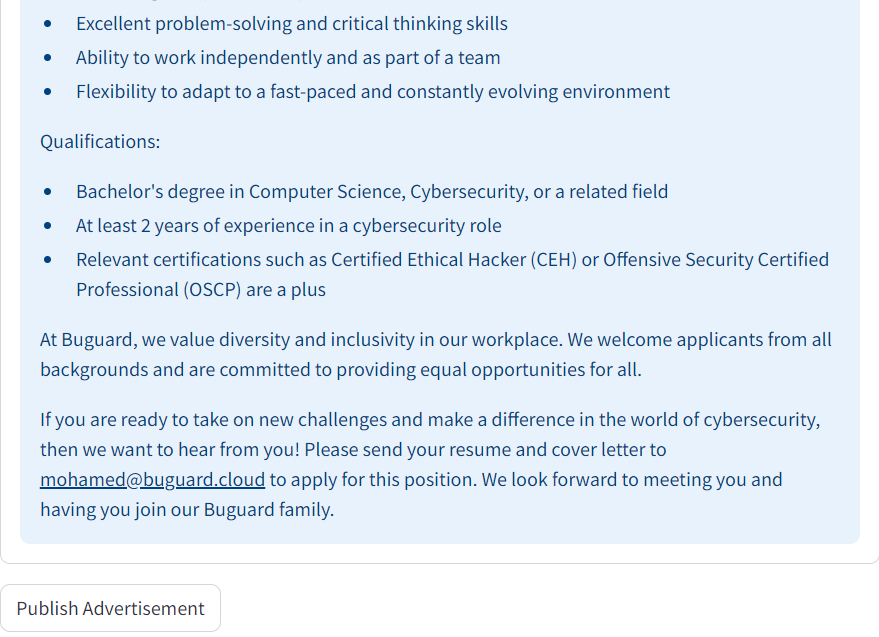 Excellent problem-solving and critical thinking skills
Ability to work independently and as part of a team
Flexibility to adapt to a fast-paced and constantly evolving environment
Qualifications:
Bachelor's degree in Computer Science, Cybersecurity, or a related field
At least 2 years of experience in a cybersecurity role
Relevant certifications such as Certified Ethical Hacker (CEH) or Offensive Security Certified
Professional (OSCP) are a plus
At Buguard, we value diversity and inclusivity in our workplace. We welcome applicants from all
backgrounds and are committed to providing equal opportunities for all.
If you are ready to take on new challenges and make a difference in the world of cybersecurity,
then we want to hear from you! Please send your resume and cover letter to
mohamed@buguard.cloud to apply for this position. We look forward to meeting you and
having you join our Buguard family.
Publish Advertisement